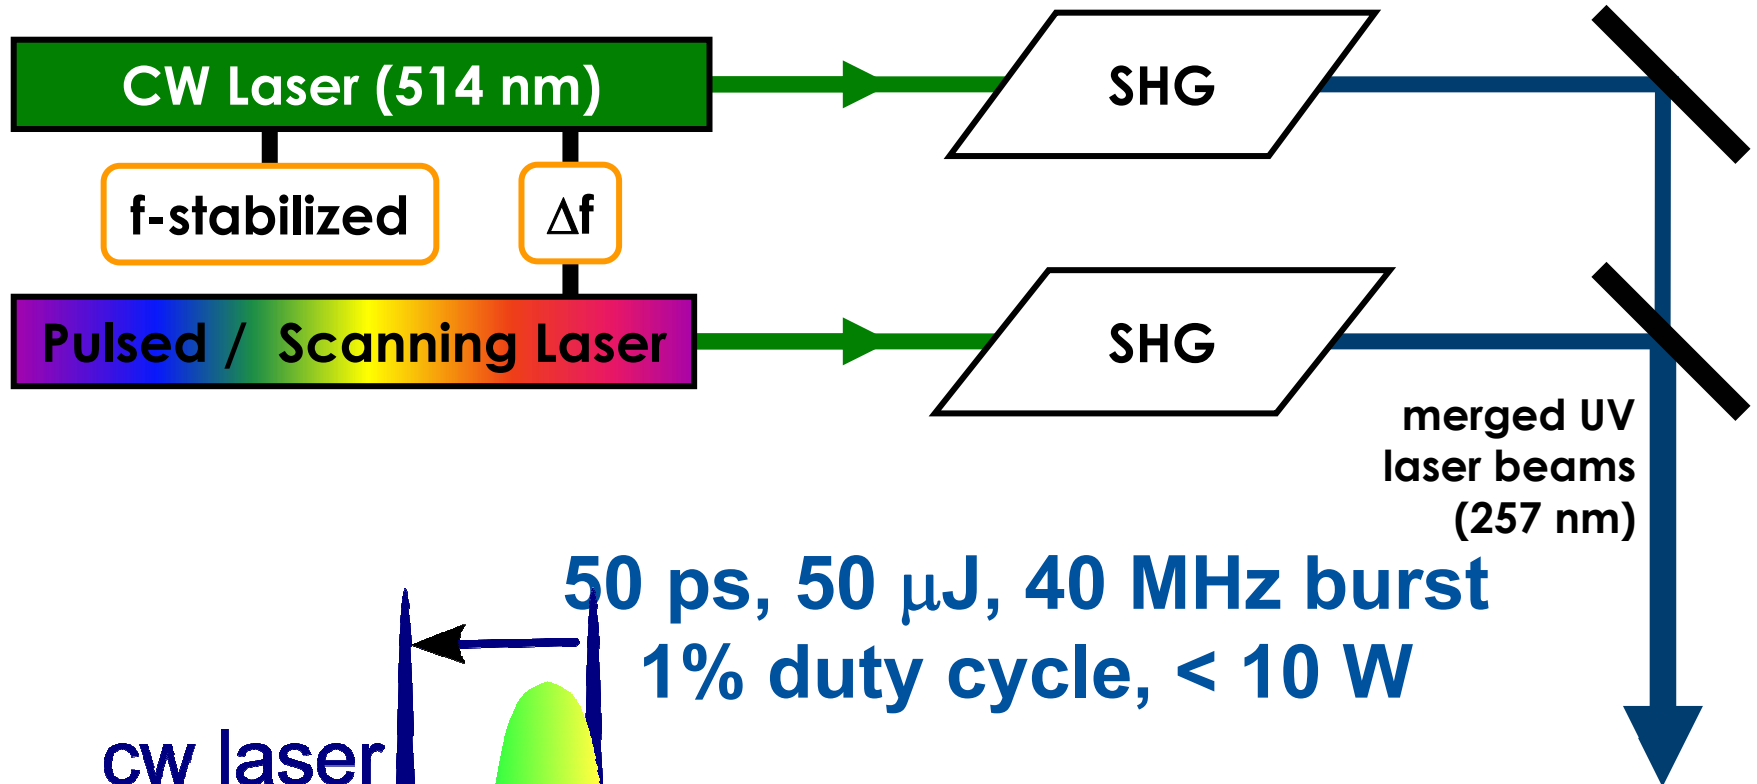 CW Laser (514 nm)
SHG
f-stabilized
Δf
Pulsed / Scanning Laser
SHG
merged UV
laser beams
(257 nm)
50 ps, 50 μJ, 40 MHz burst
1% duty cycle, < 10 W
cw laser